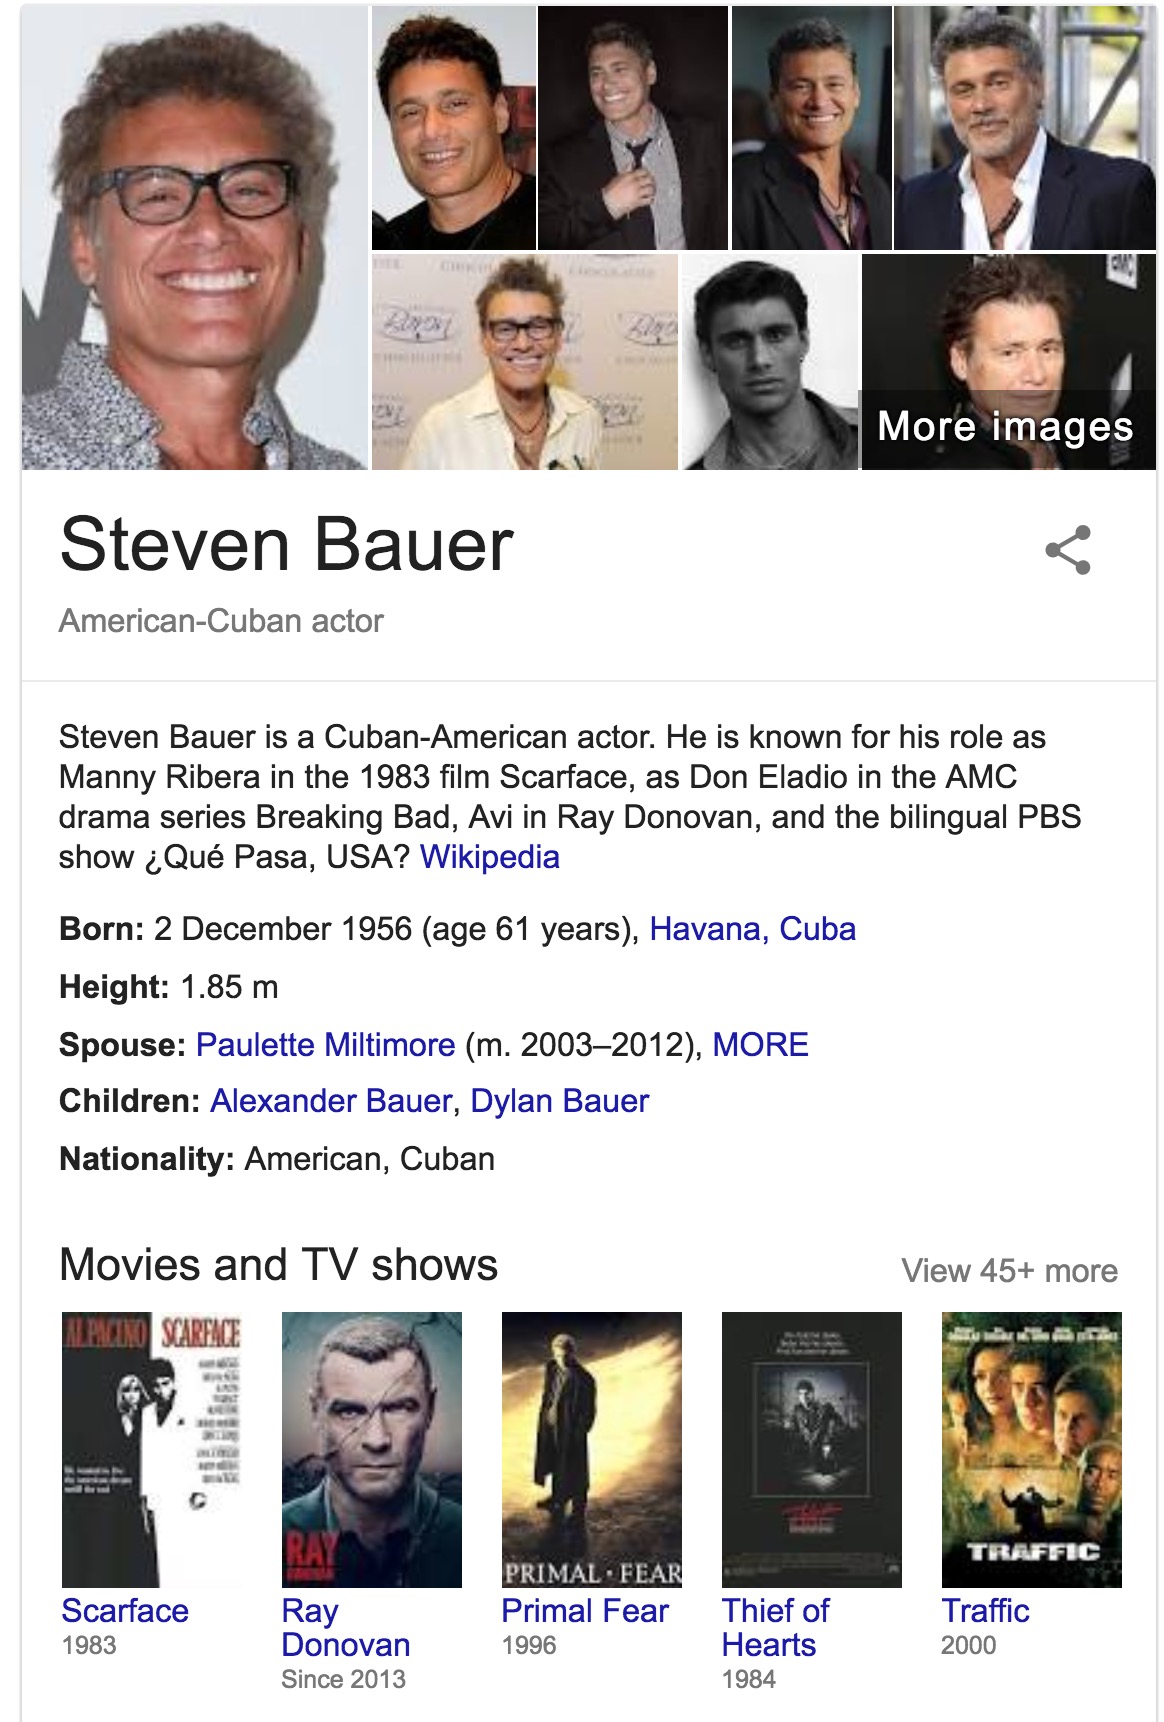 More images
Steven Bauer
American-Cuban actor
Steven Bauer is a Cuban-American actor. He is known for his role as
Manny Ribera in the 1983 film Scarface, as Don Eladio in the AMC
drama series Breaking Bad, Avi in Ray Donovan, and the bilingual PBS
show ¿Qué Pasa, USA? Wikipedia
Born: 2 December 1956 (age 61 years), Havana, Cuba
Height: 1.85 m
Spouse: Paulette Miltimore (m. 2003–2012), MORE
Children: Alexander Bauer, Dylan Bauer
Nationality: American, Cuban
Movies and TV shows
View 45+ more
AL PACINO SCARFACE
RAY
PRIMAL · FEAR
TRAFFIC
Scarface
1983
Ray
Donovan
Since 2013
Primal Fear
1996
Thief of
Hearts
1984
Traffic
2000